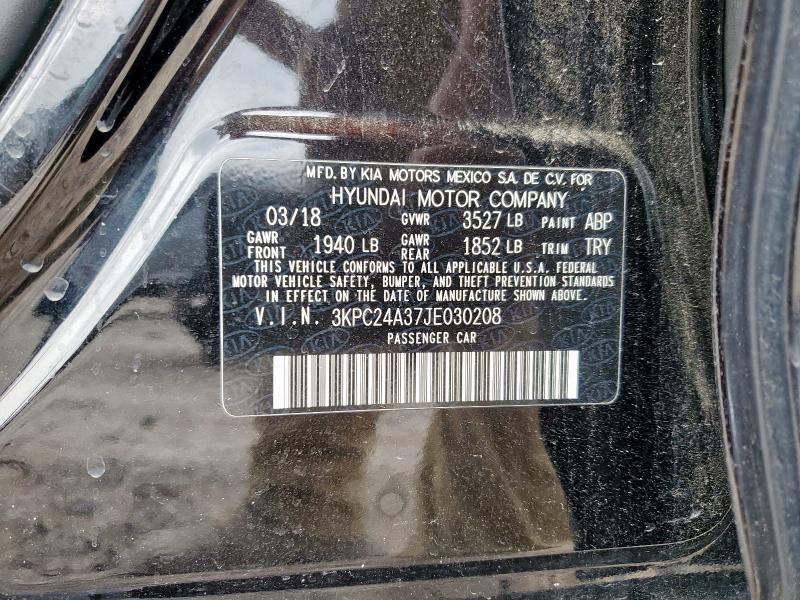 MFD. BY KIA MOTORS MEXICO S.A. DE C.V. FOR
HYUNDAI MOTOR COMPANY
03/18 GVWR 3527 LB PAINT ABP
GAWR FRONT 1940 LB GAWR REAR 1852 LB TRIM TRY
THIS VEHICLE CONFORMS TO ALL APPLICABLE U.S.A. FEDERAL
MOTOR VEHICLE SAFETY, BUMPER, AND THEFT PREVENTION STANDARDS
IN EFFECT ON THE DATE OF MANUFACTURE SHOWN ABOVE.
V.I.N. 3KPC24A37JE030208
PASSENGER CAR